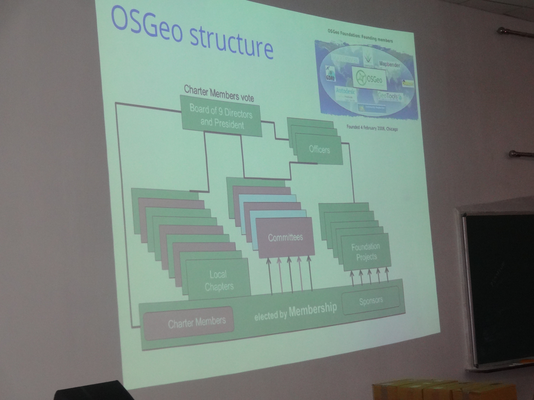 OSGeo structure
OSGeo Foundation: Founding members
OSGeo
Founded 4 February 2006, Chicago
Charter Members vote
Board of 9 Directors
and President
Officers
Committees
Local
Chapters
Foundation
Projects
elected by Membership
Sponsors
Charter Members